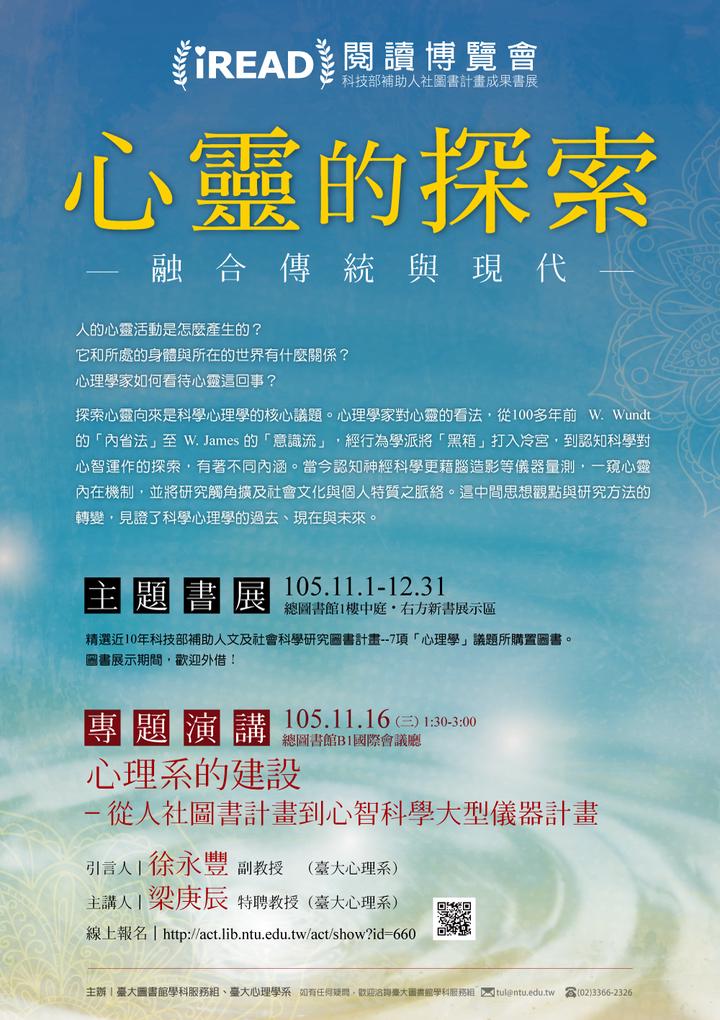 iREAD 閱讀博覽會
科技部補助人社圖書計畫成果書展
心靈的探索
— 融合傳統與現代 —
人的心靈活動是怎麼產生的？
它和所處的身體與所在的世界有什麼關係？
心理學家如何看待心靈這回事？
探索心靈向來是科學心理學的核心議題。心理學家對心靈的看法，從100多年前 W. Wundt
的「內省法」至 W. James 的「意識流」，經行為學派將「黑箱」打入冷宮，到認知科學對
心智運作的探索，有著不同內涵。當今認知神經科學更藉腦造影等儀器量測，一窺心靈
內在機制，並將研究觸角擴及社會文化與個人特質之脈絡。這中間思想觀點與研究方法的
轉變，見證了科學心理學的過去、現在與未來。
主題書展 105.11.1-12.31
總圖書館1樓中庭・右方新書展示區
精選近10年科技部補助人文及社會科學研究圖書計畫--7項「心理學」議題所購置圖書。
圖書展示期間，歡迎外借！
專題演講 105.11.16 (三) 1:30-3:00
總圖書館B1國際會議廳
心理系的建設
– 從人社圖書計畫到心智科學大型儀器計畫
引言人｜徐永豐 副教授 （臺大心理系）
主講人｜梁庚辰 特聘教授（臺大心理系）
線上報名｜http://act.lib.ntu.edu.tw/act/show?id=660
主辦｜臺大圖書館學科服務組、臺大心理學系 如有任何疑問，歡迎洽詢臺大圖書館學科服務組 tul@ntu.edu.tw (02)3366-2326